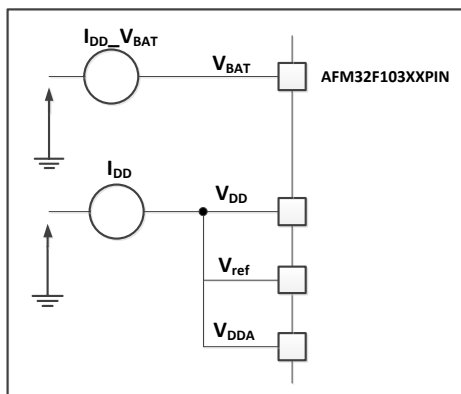 IDD_VBAT
VBAT
AFM32F103XXPIN
IDD
VDD
Vref
VDDA